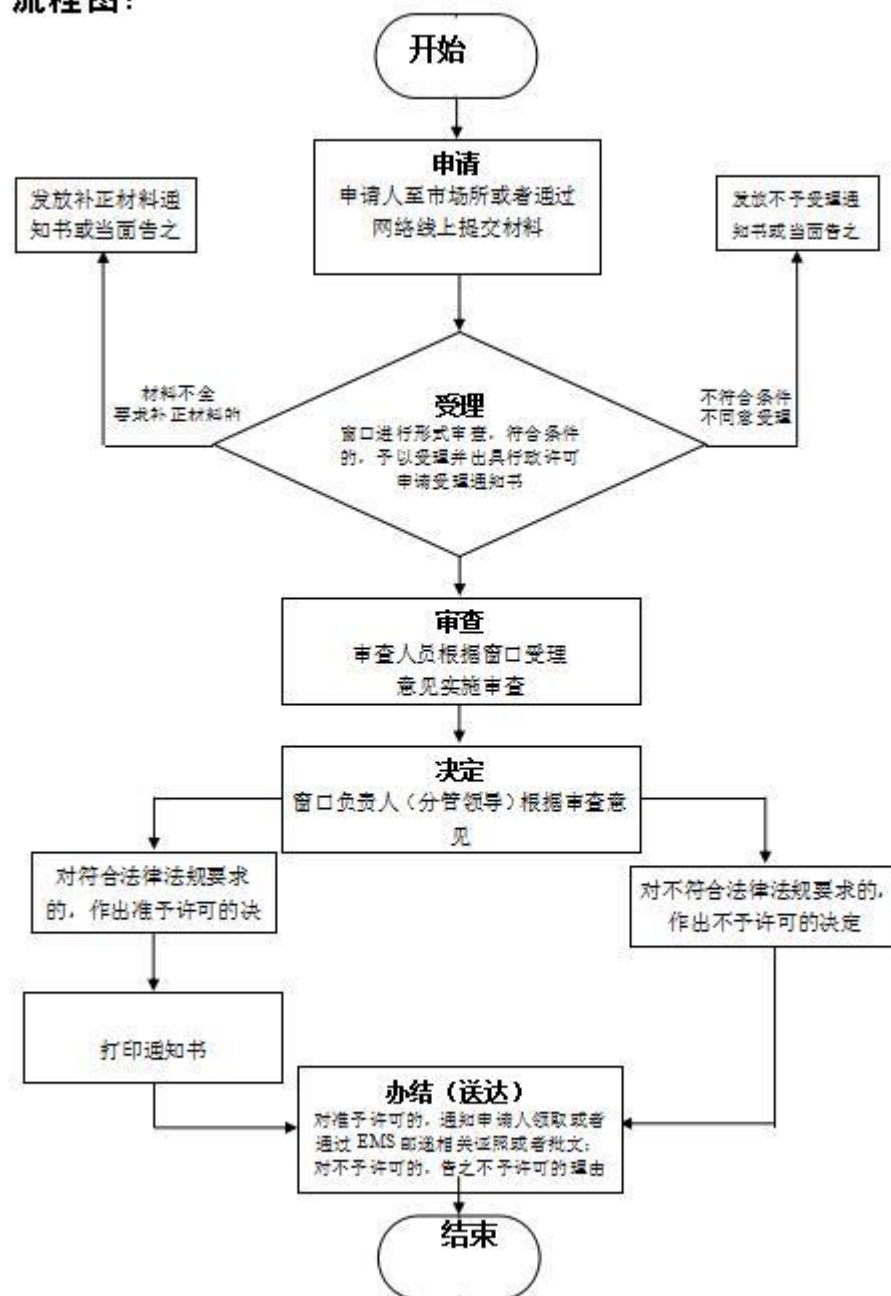 流程图:
开始
申请
申请人至市场所或者通过
网络线上提交材料
发放补正材料通
知书或当面告之
发放不予受理通
知书或当面告之
材料不全
要求补正材料的
不符合条件
不同意受理
受理
窗口进行形式审查，符合条件
的，予以受理并出具行政许可
申请受理通知书
审查
审查人员根据窗口受理
意见实施审查
决定
窗口负责人（分管领导）根据审查意
见
对符合法律法规要求
的，作出准予许可的决
对不符合法律法规要求的，
作出不予许可的决定
打印通知书
办结（送达）
对准予许可的，通知申请人领取或者
通过 EMS 邮递相关证照或者批文；
对不予许可的，告之不予许可的理由
结束